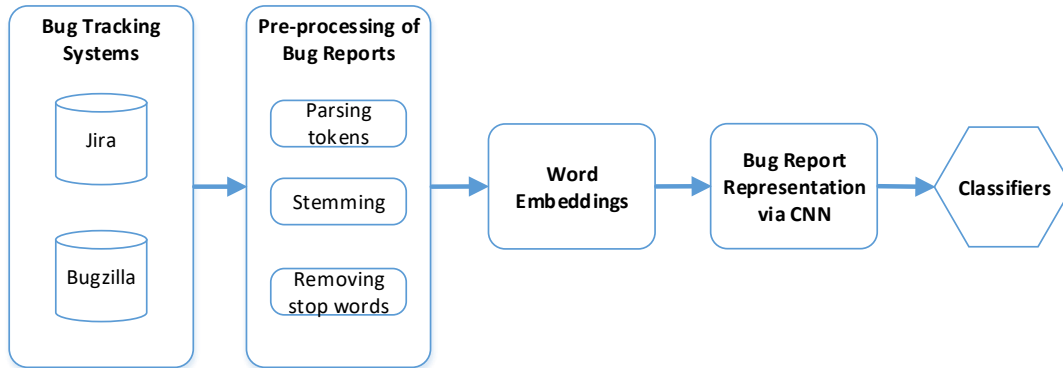 Bug Tracking
Systems
Jira
Bugzilla
Pre-processing of
Bug Reports
Parsing
tokens
Stemming
Removing
stop words
Word
Embeddings
Bug Report
Representation
via CNN
Classifiers